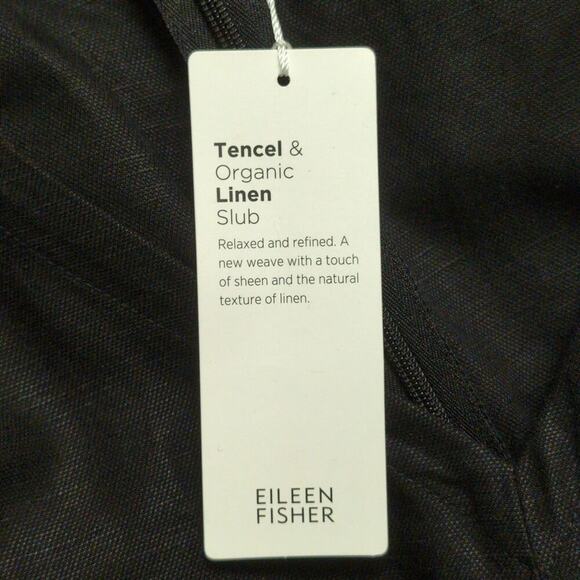 Tencel &
Organic
Linen
Slub
Relaxed and refined. A
new weave with a touch
of sheen and the natural
texture of linen.
EILEEN
FISHER